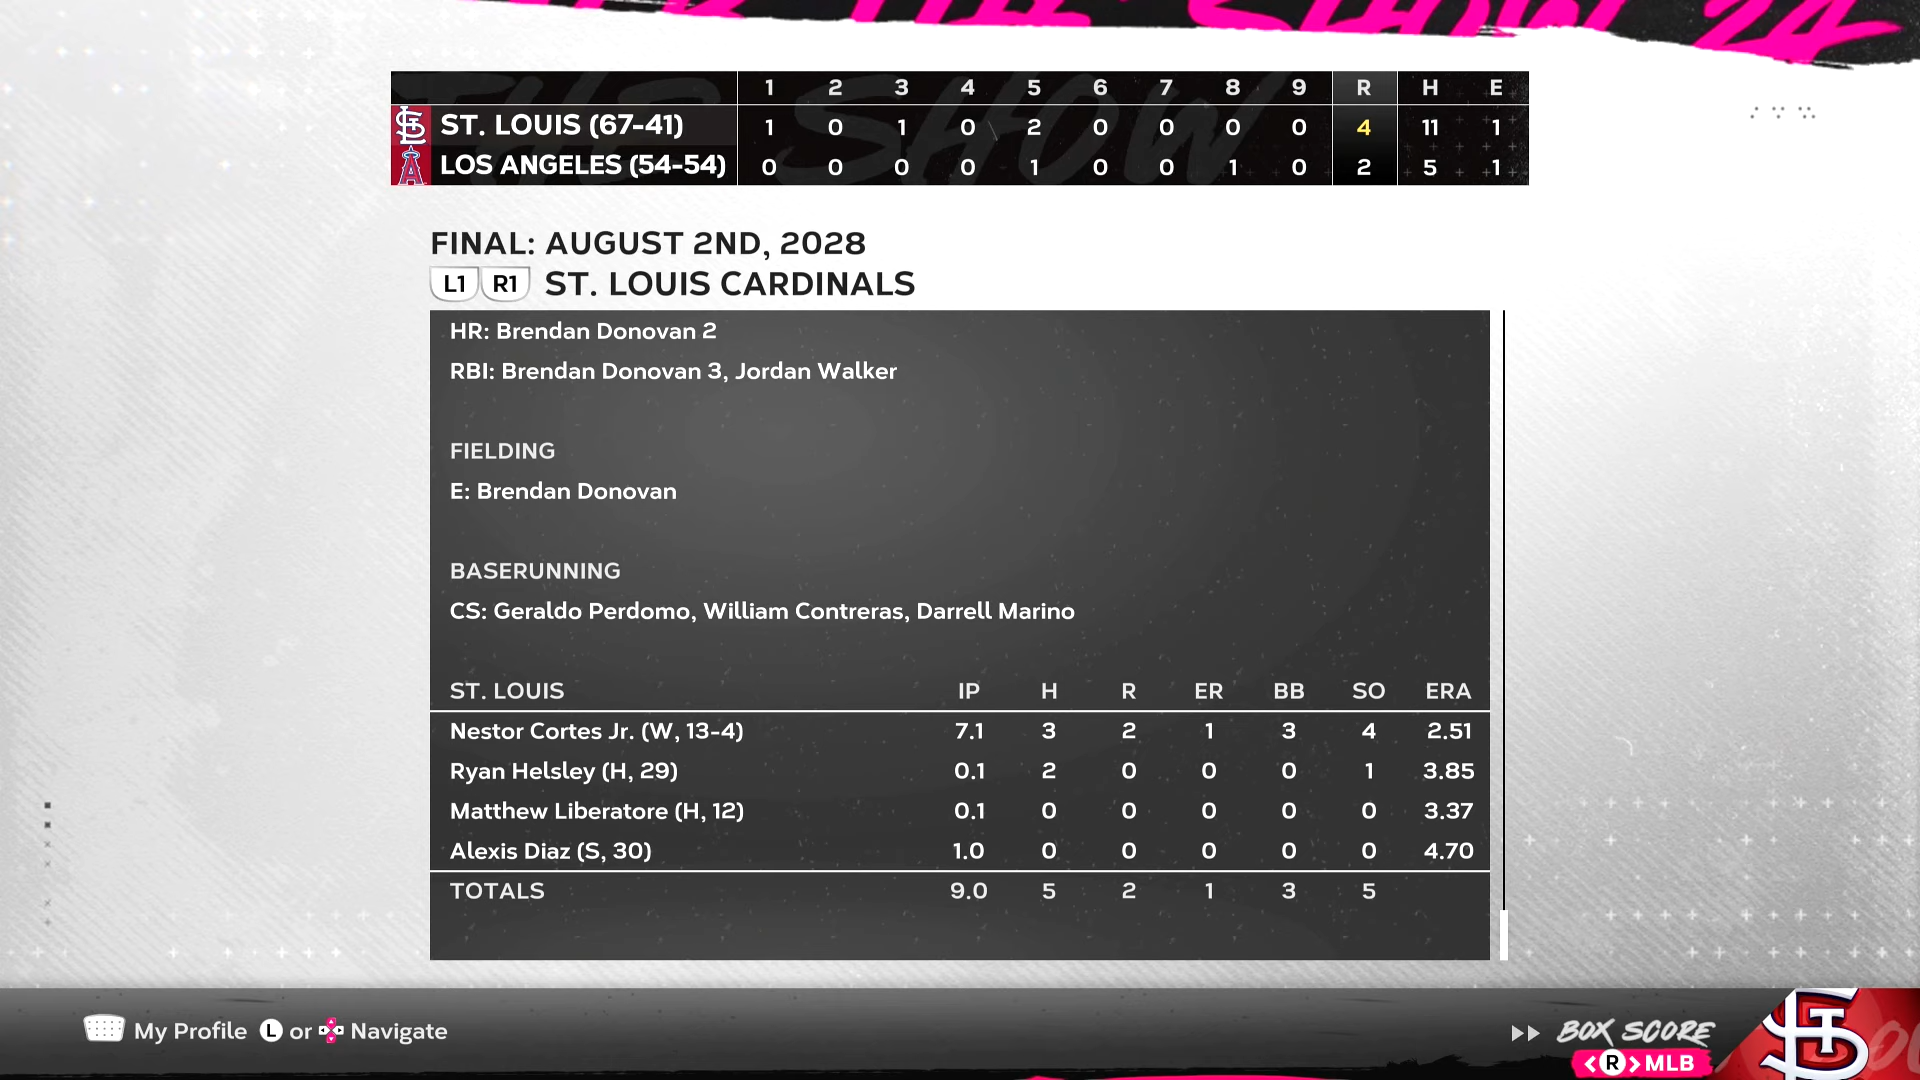 1 2 3 4 5 6 7 8 9 R H E
ST. LOUIS (67-41) 1 0 1 0 2 0 0 0 0 4 11 1
LOS ANGELES (54-54) 0 0 0 0 1 0 0 1 0 2 5 1
FINAL: AUGUST 2ND, 2028
L1 R1 ST. LOUIS CARDINALS
HR: Brendan Donovan 2
RBI: Brendan Donovan 3, Jordan Walker
FIELDING
E: Brendan Donovan
BASERUNNING
CS: Geraldo Perdomo, William Contreras, Darrell Marino
ST. LOUIS IP H R ER BB SO ERA
Nestor Cortes Jr. (W, 13-4) 7.1 3 2 1 3 4 2.51
Ryan Helsley (H, 29) 0.1 2 0 0 0 1 3.85
Matthew Liberatore (H, 12) 0.1 0 0 0 0 0 3.37
Alexis Diaz (S, 30) 1.0 0 0 0 0 0 4.70
TOTALS 9.0 5 2 1 3 5
My Profile L or Navigate
BOX SCORE
<R> MLB